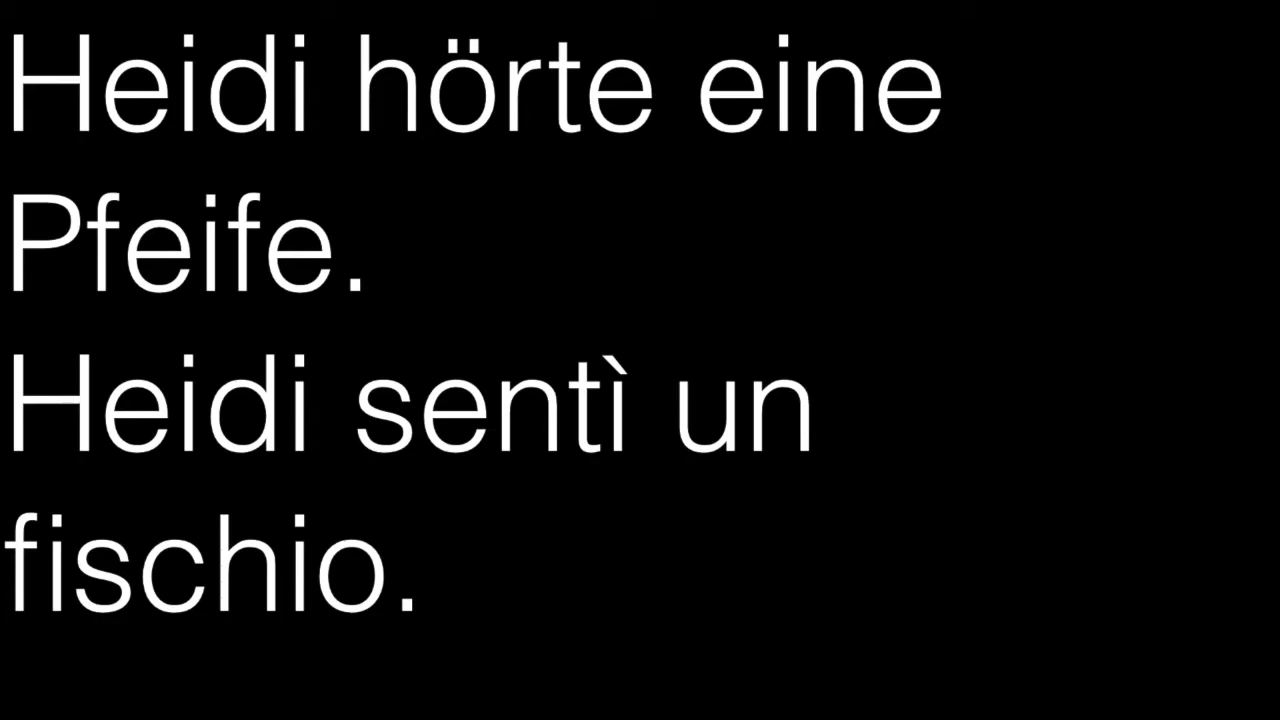 Heidi hörte eine
Pfeife.
Heidi sentì un
fischio.